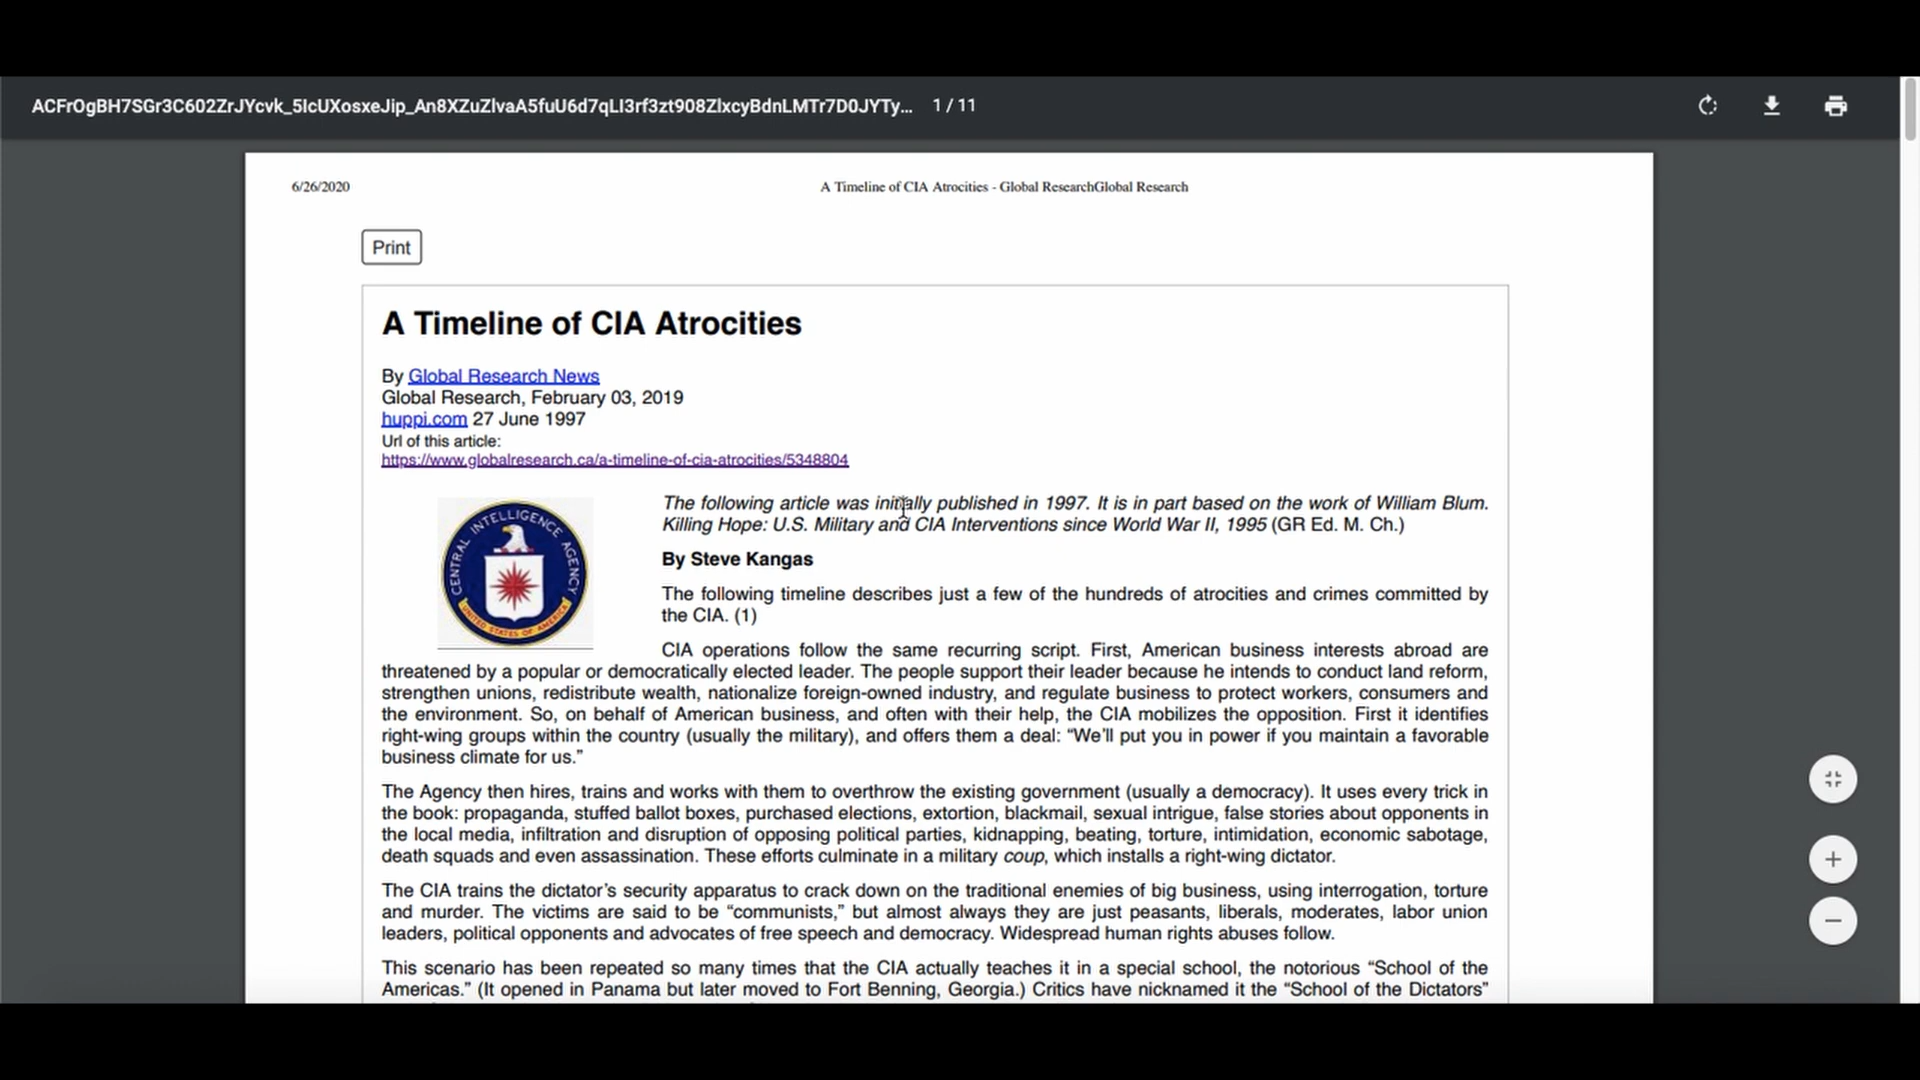 ACFrOgBH7SGr3C602ZrJYcvk_5IcUXosxeJip_An8XZuZlvaA5fuU6d7qLI3rf3zt908ZlxcyBdnLMTr7D0JYTy... 1 / 11
6/26/2020 A Timeline of CIA Atrocities - Global ResearchGlobal Research
Print
A Timeline of CIA Atrocities
By Global Research News
Global Research, February 03, 2019
huppi.com 27 June 1997
Url of this article:
https://www.globalresearch.ca/a-timeline-of-cia-atrocities/5348804
CENTRAL INTELLIGENCE AGENCY
UNITED STATES OF AMERICA
The following article was initially published in 1997. It is in part based on the work of William Blum.
Killing Hope: U.S. Military and CIA Interventions since World War II, 1995 (GR Ed. M. Ch.)
By Steve Kangas
The following timeline describes just a few of the hundreds of atrocities and crimes committed by
the CIA. (1)
CIA operations follow the same recurring script. First, American business interests abroad are
threatened by a popular or democratically elected leader. The people support their leader because he intends to conduct land reform,
strengthen unions, redistribute wealth, nationalize foreign-owned industry, and regulate business to protect workers, consumers and
the environment. So, on behalf of American business, and often with their help, the CIA mobilizes the opposition. First it identifies
right-wing groups within the country (usually the military), and offers them a deal: “We’ll put you in power if you maintain a favorable
business climate for us.”
The Agency then hires, trains and works with them to overthrow the existing government (usually a democracy). It uses every trick in
the book: propaganda, stuffed ballot boxes, purchased elections, extortion, blackmail, sexual intrigue, false stories about opponents in
the local media, infiltration and disruption of opposing political parties, kidnapping, beating, torture, intimidation, economic sabotage,
death squads and even assassination. These efforts culminate in a military coup, which installs a right-wing dictator.
The CIA trains the dictator’s security apparatus to crack down on the traditional enemies of big business, using interrogation, torture
and murder. The victims are said to be “communists,” but almost always they are just peasants, liberals, moderates, labor union
leaders, political opponents and advocates of free speech and democracy. Widespread human rights abuses follow.
This scenario has been repeated so many times that the CIA actually teaches it in a special school, the notorious “School of the
Americas.” (It opened in Panama but later moved to Fort Benning, Georgia.) Critics have nicknamed it the “School of the Dictators”